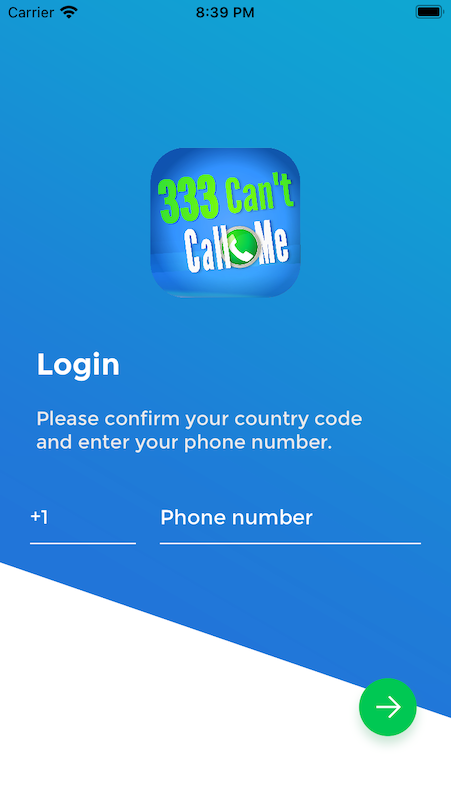 Carrier 8:39 PM
333 Can't
Call Me
Login
Please confirm your country code
and enter your phone number.
+1 Phone number